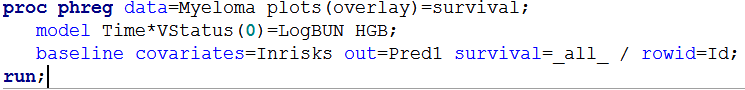 proc phreg data=Myeloma plots(overlay)=survival;
model Time*VStatus(0)=LogBUN HGB;
baseline covariates=Inrisks out=Pred1 survival=_all_ / rowid=Id;
run;